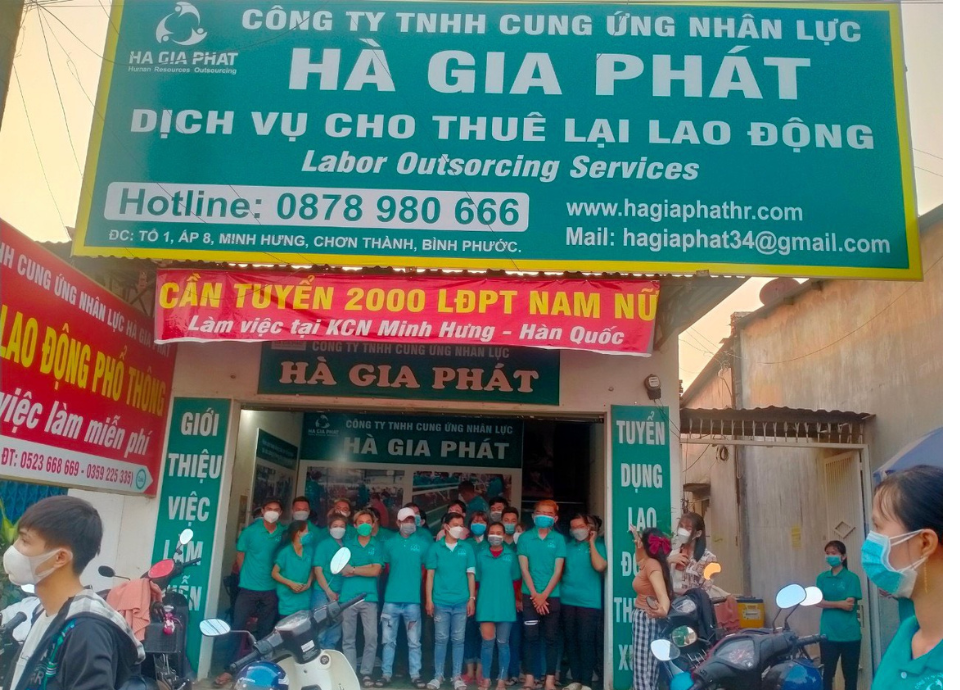 HA GIA PHAT
Human Resources Outsourcing
CÔNG TY TNHH CUNG ỨNG NHÂN LỰC
HÀ GIA PHÁT
DỊCH VỤ CHO THUÊ LẠI LAO ĐỘNG
Labor Outsorcing Services
Hotline: 0878 980 666
ĐC: TỔ 1, ẤP 8, MINH HƯNG, CHƠN THÀNH, BÌNH PHƯỚC.
www.hagiaphathr.com
Mail: hagiaphat34@gmail.com
CẦN TUYỂN 2000 LĐPT NAM NỮ
Làm việc tại KCN Minh Hưng - Hàn Quốc
CUNG ỨNG NHÂN LỰC HÀ GIA PHÁT
LAO ĐỘNG PHỔ THÔNG
việc làm miễn phí
ĐT: 0523 668 669 - 0359 225 335
CÔNG TY TNHH CUNG ỨNG NHÂN LỰC
HÀ GIA PHÁT
CÔNG TY TNHH CUNG ỨNG NHÂN LỰC
HÀ GIA PHÁT
GIỚI
THIỆU
VIỆC
LÀM
TUYỂN
DỤNG
LAO